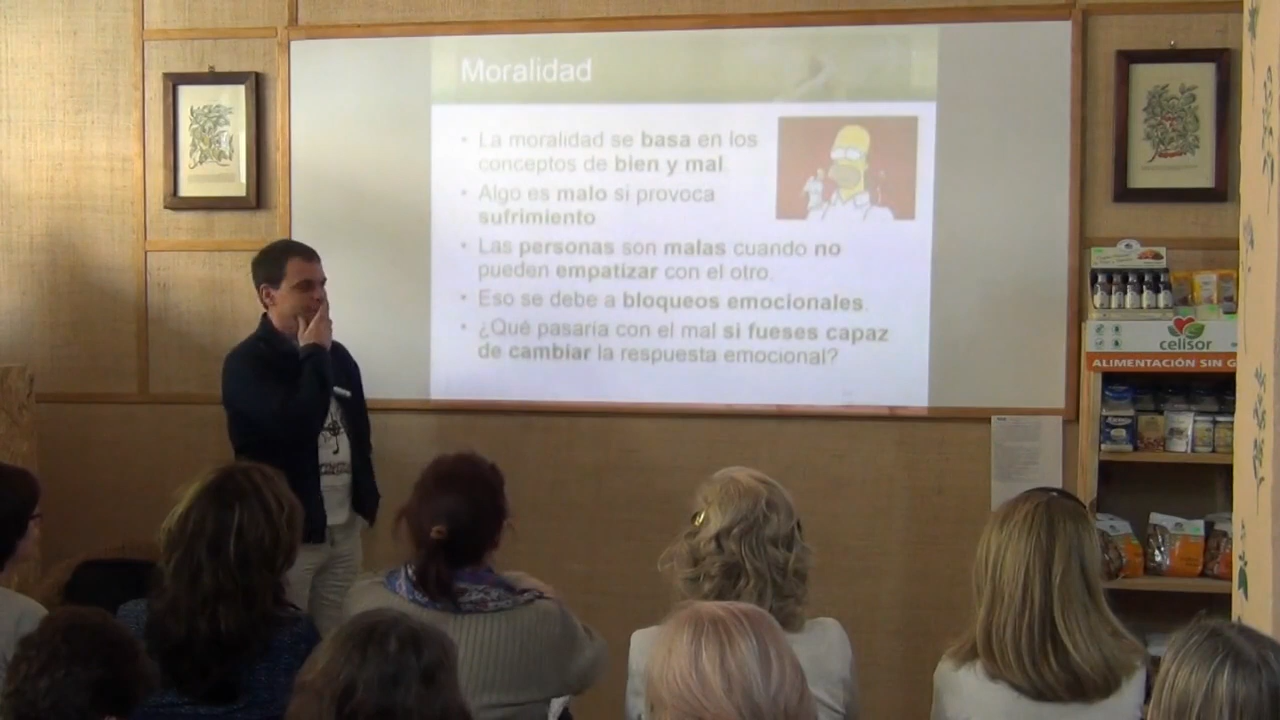 Moralidad
• La moralidad se basa en los
conceptos de bien y mal.
• Algo es malo si provoca
sufrimiento
• Las personas son malas cuando no
pueden empatizar con el otro.
• Eso se debe a bloqueos emocionales.
• ¿Qué pasaría con el mal si fueses capaz
de cambiar la respuesta emocional?
celisor
ALIMENTACIÓN SIN G